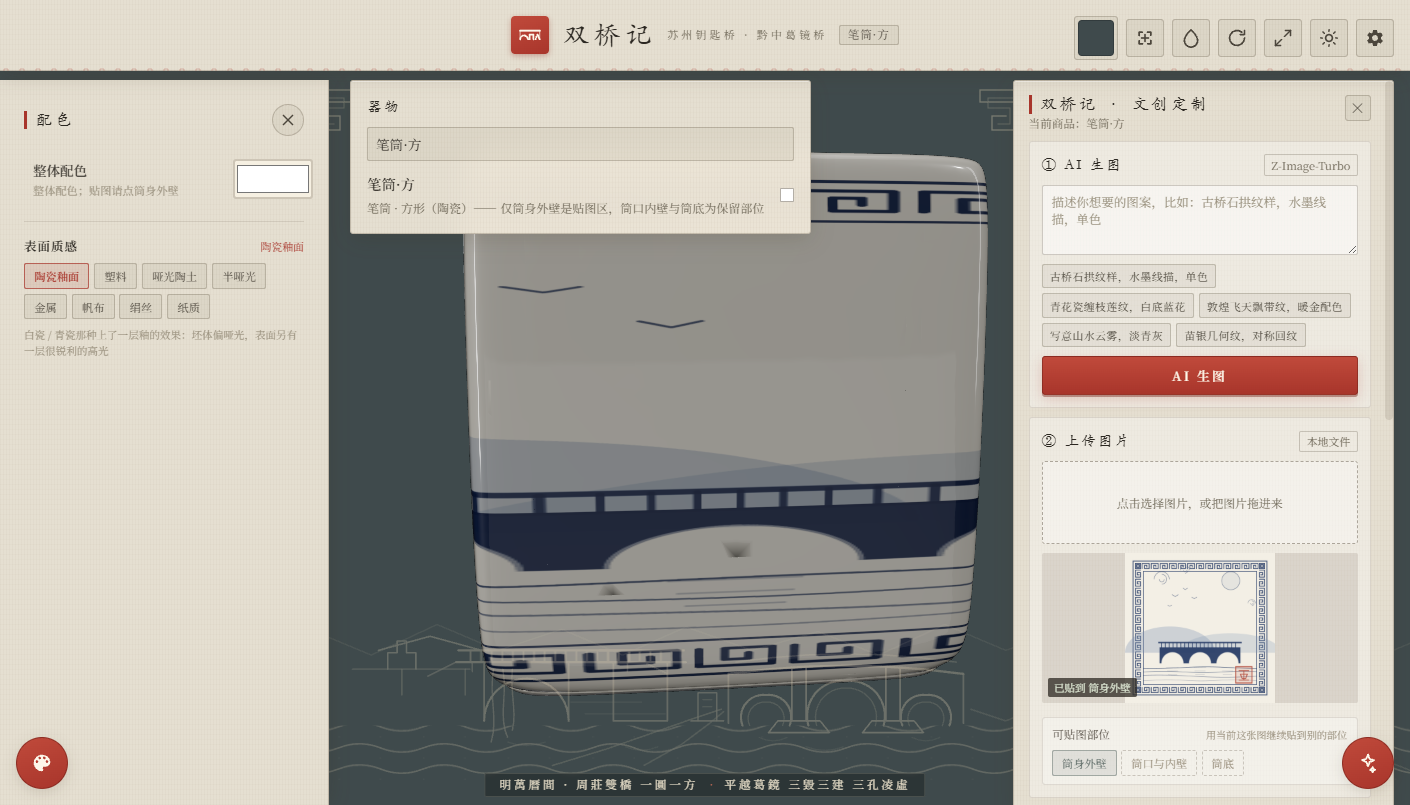 双桥记
苏州钥匙桥 · 黔中葛镜桥
笔筒·方
配色
整体配色
整体配色；贴图请点筒身外壁
表面质感
陶瓷釉面
陶瓷釉面
塑料
哑光陶土
半哑光
金属
帆布
绢丝
纸质
白瓷 / 青瓷那种上了一层釉的效果：坯体偏哑光，表面另有
一层很锐利的高光
器物
笔筒·方
笔筒·方
笔筒 · 方形（陶瓷）—— 仅筒身外壁是贴图区，筒口内壁与筒底为保留部位
明萬曆間 · 周莊雙橋 一圓一方 · 平越葛鏡 三毀三建 三孔凌虛
双桥记 · 文创定制
当前商品：笔筒·方
① AI 生图
Z-Image-Turbo
描述你想要的图案，比如：古桥石拱纹样，水墨线
描，单色
古桥石拱纹样，水墨线描，单色
青花瓷缠枝莲纹，白底蓝花
敦煌飞天飘带纹，暖金配色
写意山水云雾，淡青灰
苗银几何纹，对称回纹
AI 生图
② 上传图片
本地文件
点击选择图片，或把图片拖进来
已贴到 筒身外壁
可贴图部位
用当前这张图继续贴到别的部位
筒身外壁
筒口与内壁
筒底